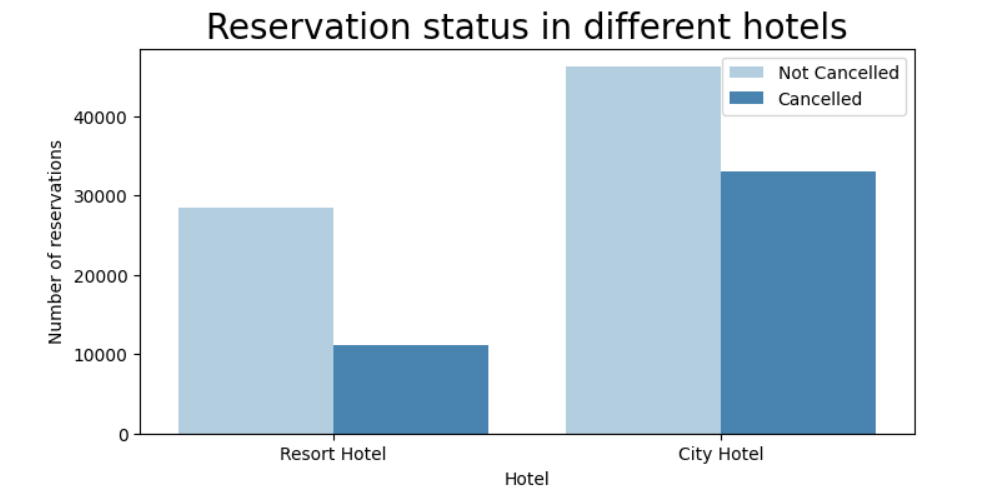 Reservation status in different hotels
Not Cancelled
Cancelled
Number of reservations
40000
30000
20000
10000
0
Resort Hotel
City Hotel
Hotel